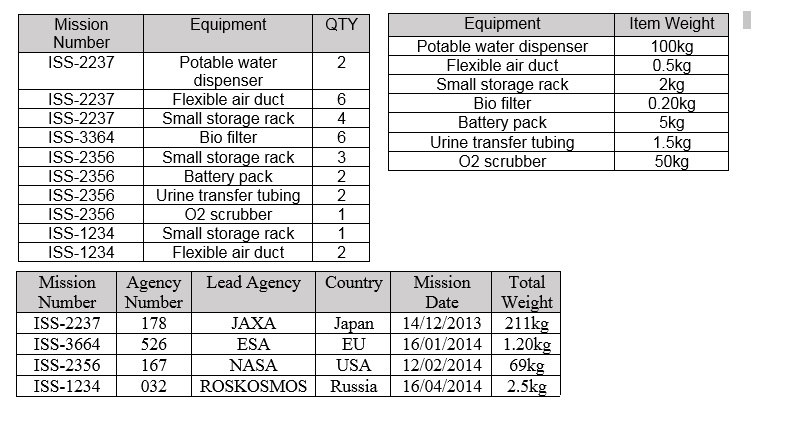 Mission Number Equipment QTY
ISS-2237 Potable water dispenser 2
ISS-2237 Flexible air duct 6
ISS-2237 Small storage rack 4
ISS-3364 Bio filter 6
ISS-2356 Small storage rack 3
ISS-2356 Battery pack 2
ISS-2356 Urine transfer tubing 2
ISS-2356 O2 scrubber 1
ISS-1234 Small storage rack 1
ISS-1234 Flexible air duct 2
Equipment Item Weight
Potable water dispenser 100kg
Flexible air duct 0.5kg
Small storage rack 2kg
Bio filter 0.20kg
Battery pack 5kg
Urine transfer tubing 1.5kg
O2 scrubber 50kg
Mission Number Agency Number Lead Agency Country Mission Date Total Weight
ISS-2237 178 JAXA Japan 14/12/2013 211kg
ISS-3664 526 ESA EU 16/01/2014 1.20kg
ISS-2356 167 NASA USA 12/02/2014 69kg
ISS-1234 032 ROSKOSMOS Russia 16/04/2014 2.5kg